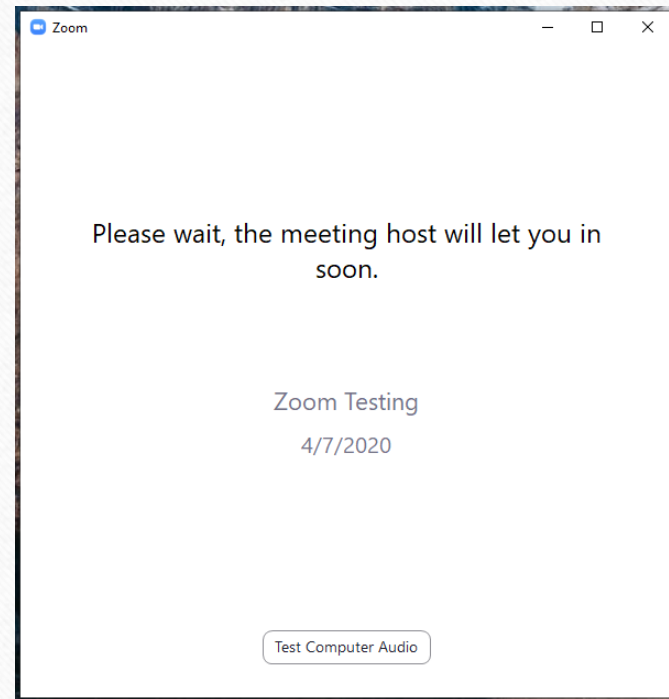 Zoom
Please wait, the meeting host will let you in
soon.
Zoom Testing
4/7/2020
Test Computer Audio